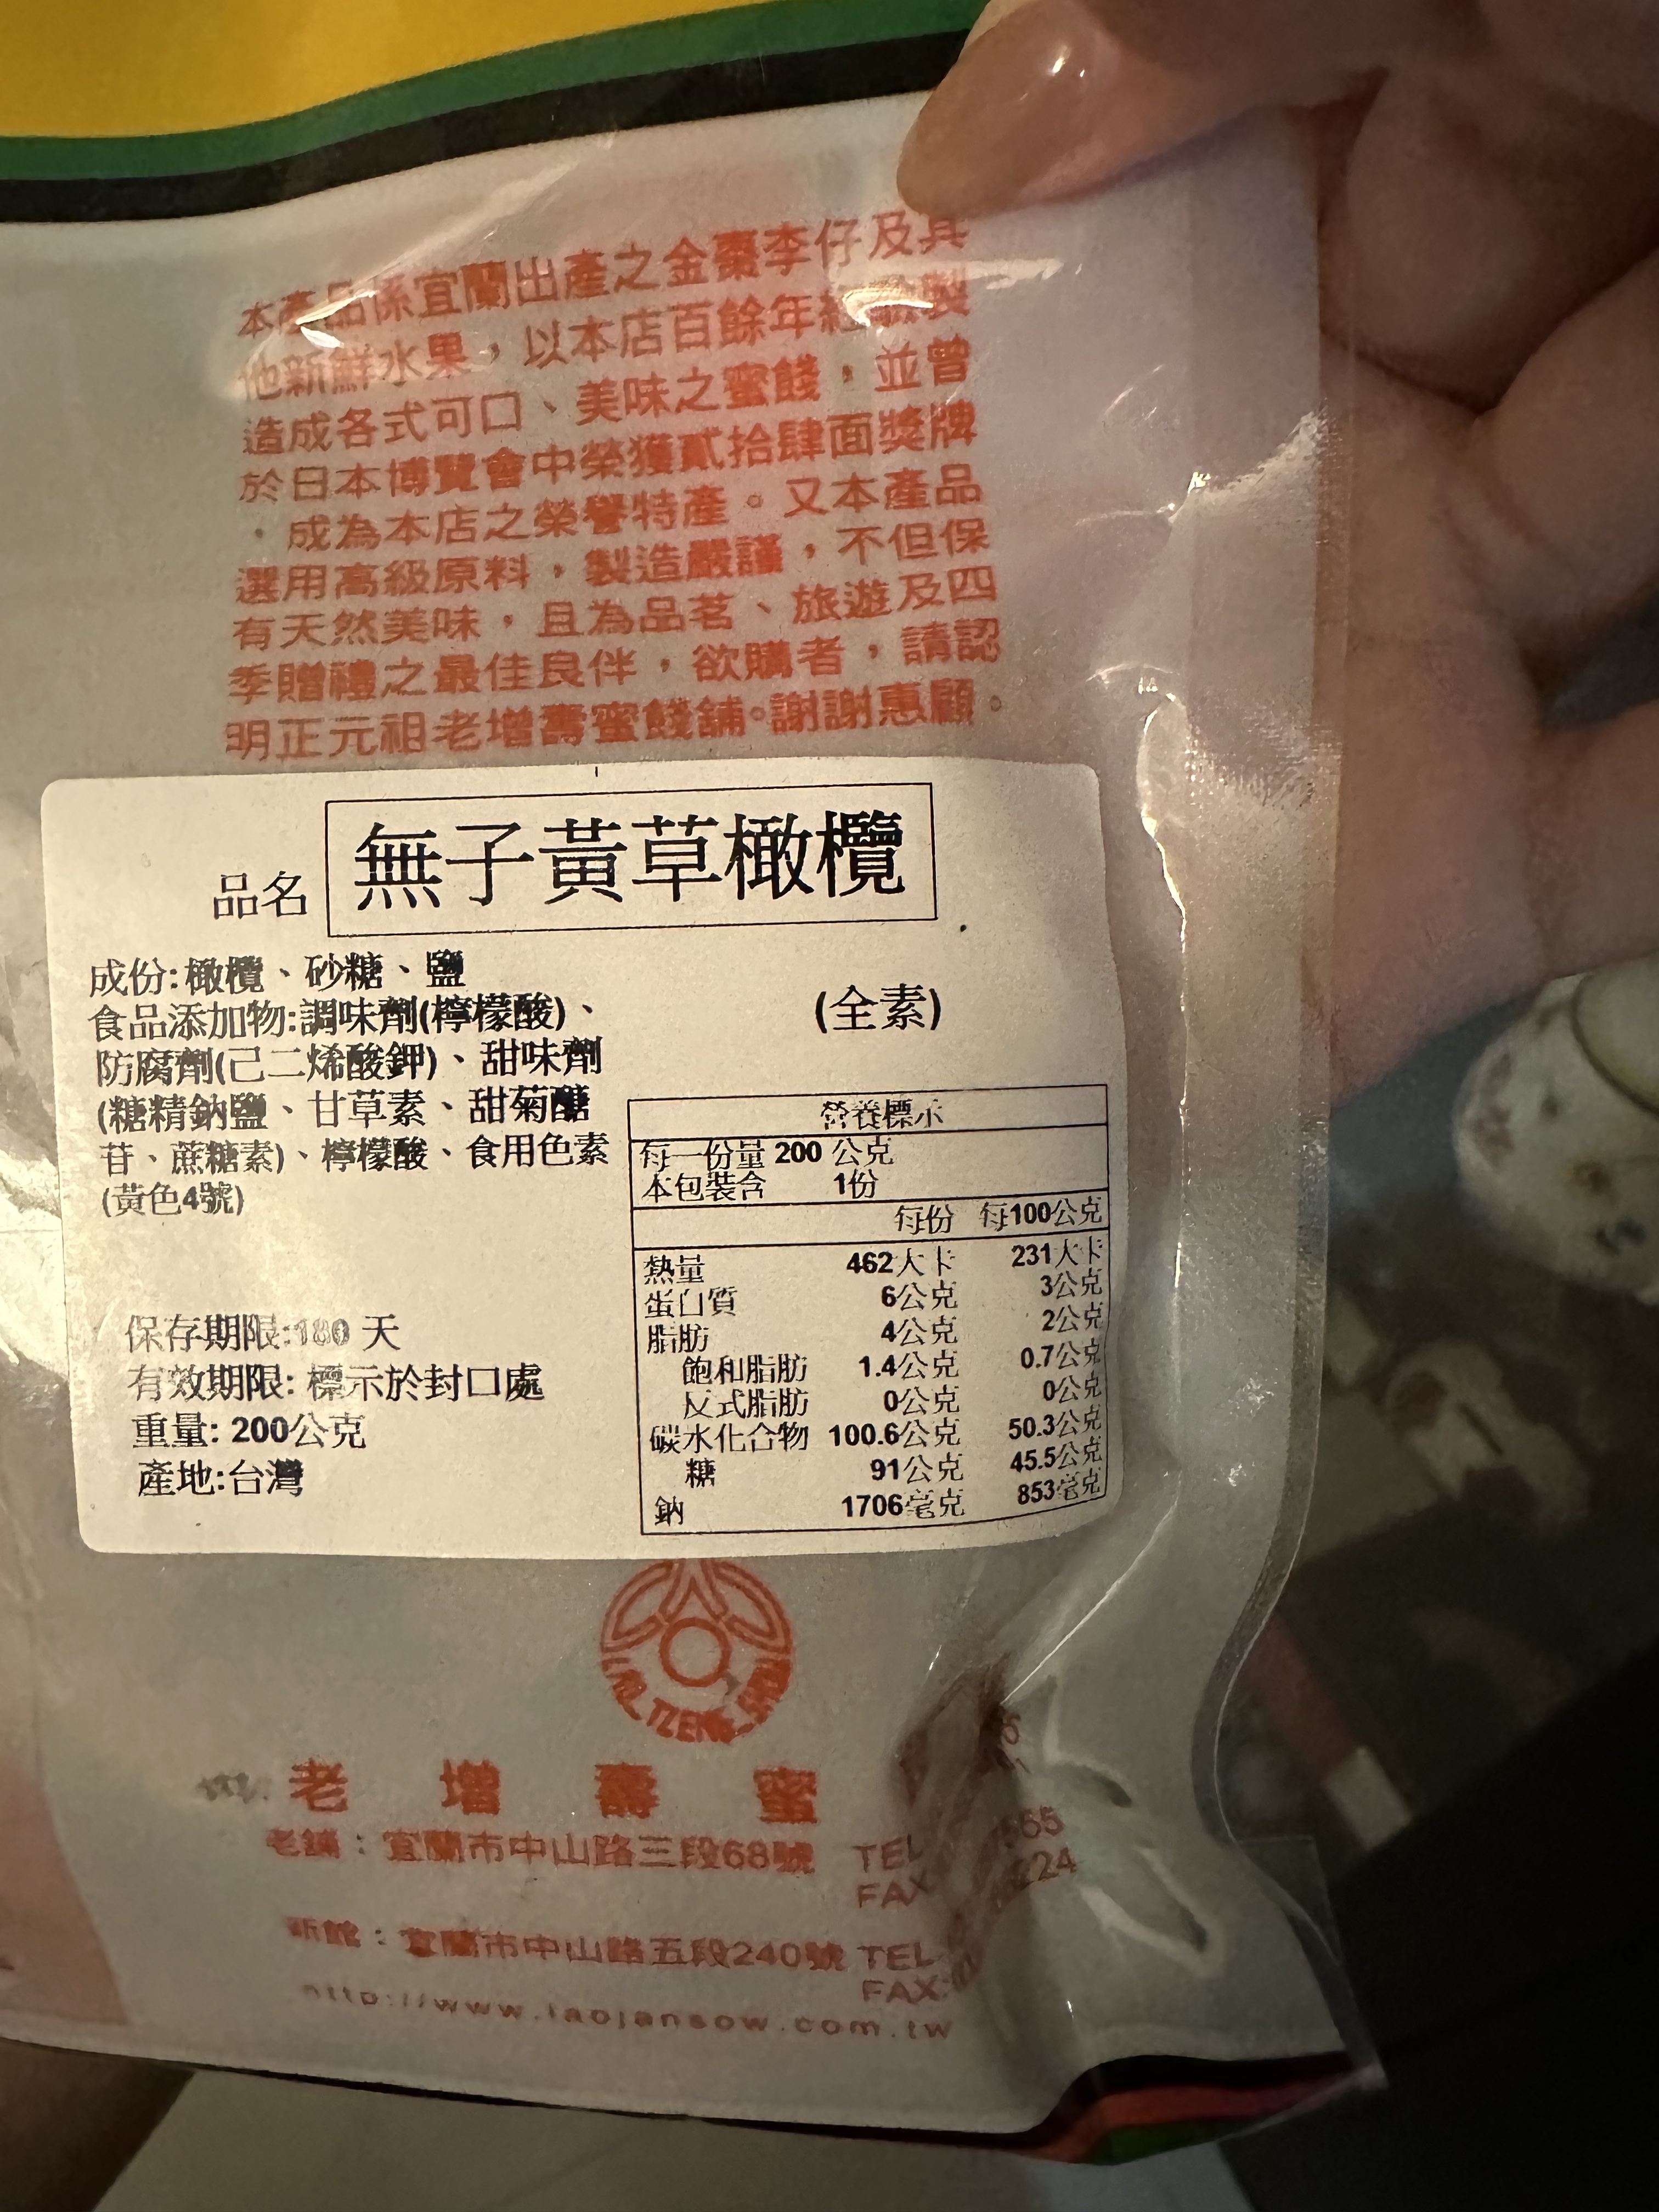 本產品係宜蘭出產之金棗李仔及其
他新鮮水果，以本店百餘年經驗製
造成各式可口、美味之蜜餞，並曾
於日本博覽會中榮獲貳拾肆面獎牌
，成為本店之榮譽特產。又本產品
選用高級原料，製造嚴謹，不但保
有天然美味，且為品茗、旅遊及四
季贈禮之最佳良伴，欲購者，請認
明正元祖老增壽蜜餞舖。謝謝惠顧。
品名 無子黃草橄欖
成份:橄欖、砂糖、鹽
食品添加物:調味劑(檸檬酸)、
防腐劑(己二烯酸鉀)、甜味劑
(糖精鈉鹽、甘草素、甜菊醣
苷、蔗糖素)、檸檬酸、食用色素
(黃色4號)
(全素)
保存期限:180 天
有效期限: 標示於封口處
重量: 200公克
產地:台灣
營養標示
每一份量 200 公克
本包裝含 1份
每份 每100公克
熱量 462大卡 231大卡
蛋白質 6公克 3公克
脂肪 4公克 2公克
飽和脂肪 1.4公克 0.7公克
反式脂肪 0公克 0公克
碳水化合物 100.6公克 50.3公克
糖 91公克 45.5公克
鈉 1706毫克 853毫克
老增壽蜜
老舖：宜蘭市中山路三段68號 TEL
FAX
新館：宜蘭市中山路五段240號 TEL
FAX:
http://www.laojansow.com.tw